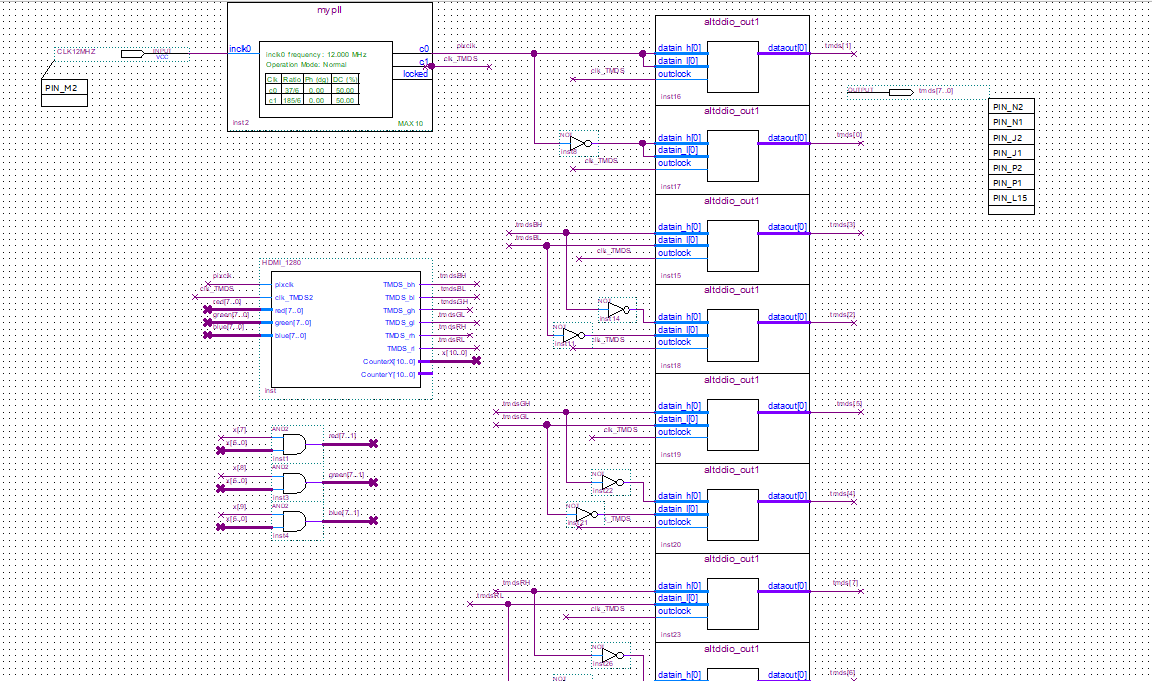 mypll
CLK12MHZ
INPUT
VCC
PIN_M2
inclk0
inclk0 frequency : 12.000 MHz
Operation Mode: Normal
Clk Ratio Ph (dg) DC (%)
c0 37/6 0.00 50.00
c1 185/6 0.00 50.00
c0
c1
locked
inst2
MAX 10
pixclk
clk_TMDS
altddio_out1
datain_h[0]
datain_l[0]
outclock
dataout[0]
inst16
clk_TMDS
tmds[1]
OUTPUT
tmds[7..0]
PIN_N2
PIN_N1
PIN_J2
PIN_J1
PIN_P2
PIN_P1
PIN_L15
altddio_out1
datain_h[0]
datain_l[0]
outclock
dataout[0]
inst17
clk_TMDS
tmds[0]
altddio_out1
tmdsBH
tmdsBL
clk_TMDS
datain_h[0]
datain_l[0]
outclock
dataout[0]
inst15
tmds[3]
HDMI_1280
pixclk
clk_TMDS
red[7..0]
green[7..0]
blue[7..0]
pixclk
clk_TMDS2
red[7..0]
green[7..0]
blue[7..0]
TMDS_bh
TMDS_bl
TMDS_gh
TMDS_gl
TMDS_rh
TMDS_rl
CounterX[10..0]
CounterY[10..0]
tmdsBH
tmdsBL
tmdsGH
tmdsGL
tmdsRH
tmdsRL
x[10..0]
inst
altddio_out1
inst14
clk_TMDS
datain_h[0]
datain_l[0]
outclock
dataout[0]
inst18
tmds[2]
altddio_out1
tmdsGH
tmdsGL
clk_TMDS
datain_h[0]
datain_l[0]
outclock
dataout[0]
inst19
tmds[5]
x[7]
x[6..0]
AND2
inst1
red[7..1]
x[8]
x[6..0]
AND2
inst3
green[7..1]
x[9]
x[6..0]
AND2
inst4
blue[7..1]
altddio_out1
inst22
inst21
datain_h[0]
datain_l[0]
outclock
dataout[0]
inst20
tmds[4]
altddio_out1
tmdsRH
tmdsRL
clk_TMDS
datain_h[0]
datain_l[0]
outclock
dataout[0]
inst23
tmds[7]
altddio_out1
inst26
datain_h[0]
dataout[0]
tmds[6]